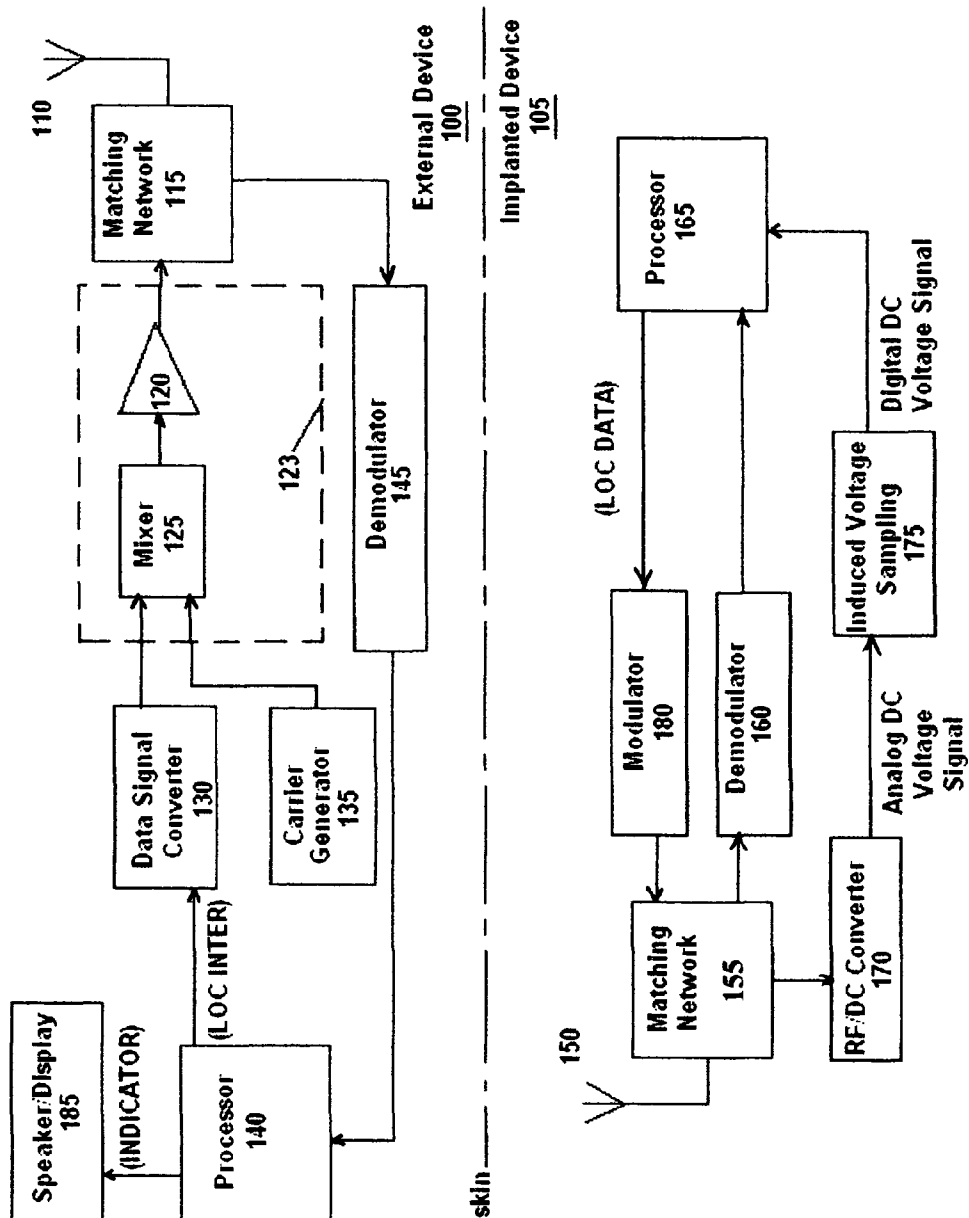 Speaker/Display
185
(INDICATOR)
Processor
140
(LOC INTER)
Data Signal
Converter
130
Carrier
Generator
135
Mixer
125
120
123
Matching
Network
115
110
Demodulator
145
External Device
100
skin
Implanted Device
105
150
Matching
Network
155
RF/DC Converter
170
Modulator
180
Demodulator
160
(LOC DATA)
Processor
165
Analog DC
Voltage
Signal
Induced Voltage
Sampling
175
Digital DC
Voltage Signal